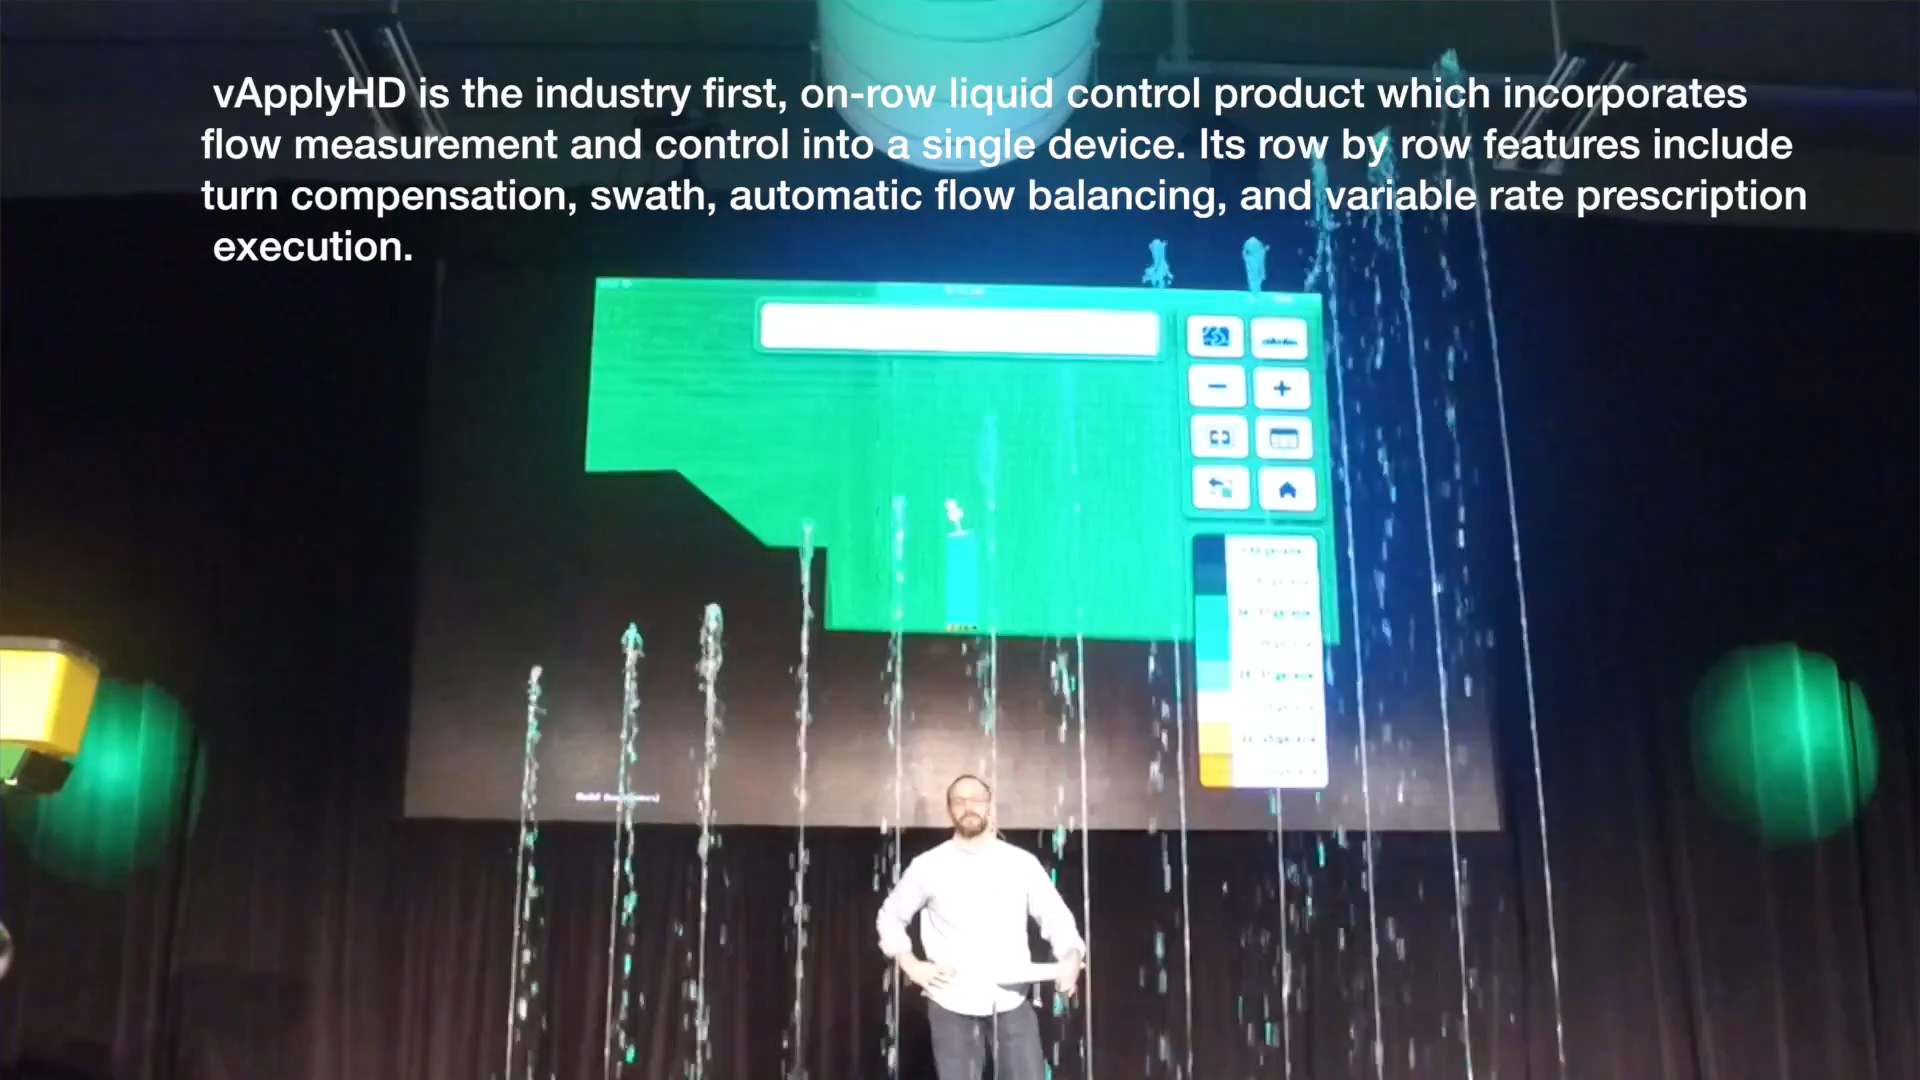 vApplyHD is the industry first, on-row liquid control product which incorporates
flow measurement and control into a single device. Its row by row features include
turn compensation, swath, automatic flow balancing, and variable rate prescription
execution.